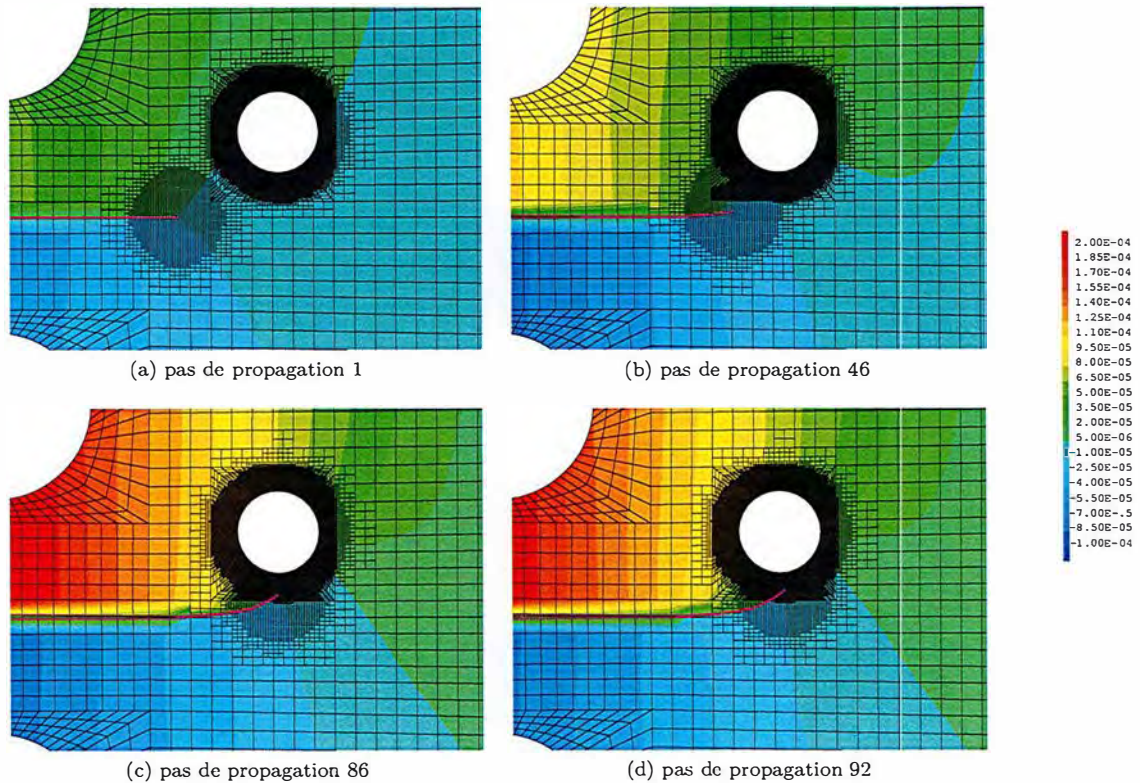 (a) pas de propagation 1
(b) pas de propagation 46
2.00E-04
1.85E-04
1.70E-04
1.55E-04
1.40E-04
1.25E-04
1.10E-04
9.50E-05
8.00E-05
6.50E-05
5.00E-05
3.50E-05
2.00E-05
5.00E-06
-1.00E-05
-2.50E-05
-4.00E-05
-5.50E-05
-7.00E-.5
-8.50E-05
-1.00E-04
(c) pas de propagation 86
(d) pas de propagation 92